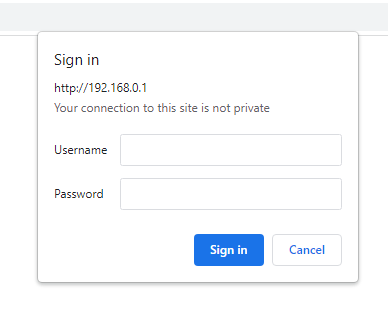 Sign in
http://192.168.0.1
Your connection to this site is not private
Username
Password
Sign in Cancel